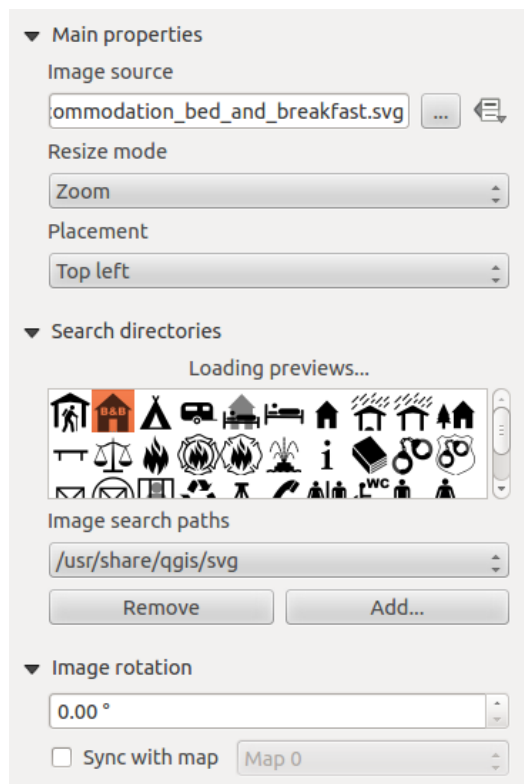 Main properties
Image source
ommodation_bed_and_breakfast.svg ...
Resize mode
Zoom
Placement
Top left
Search directories
Loading previews...
B&B
i
WC
Image search paths
/usr/share/qgis/svg
Remove Add...
Image rotation
0.00 °
Sync with map Map 0